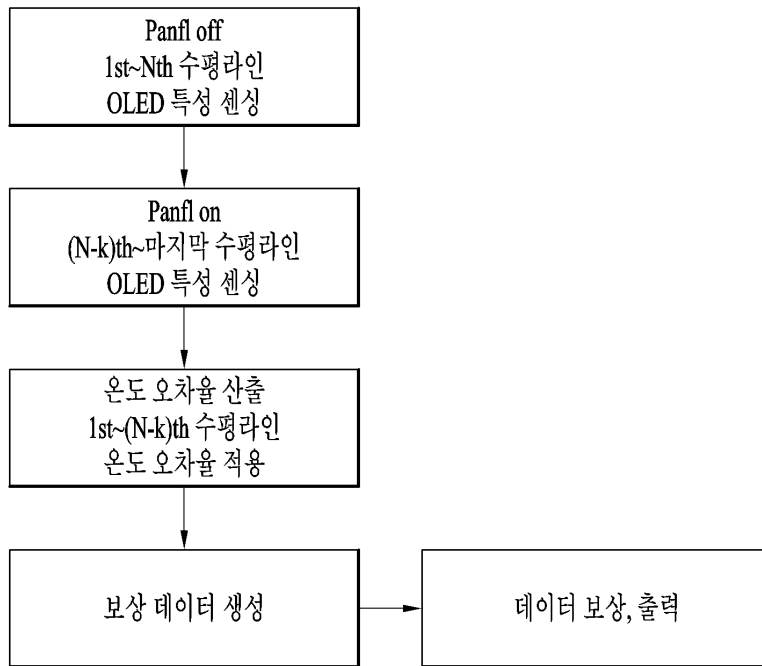 Panfl off
1st~Nth 수평라인
OLED 특성 센싱
Panfl on
(N-k)th~마지막 수평라인
OLED 특성 센싱
온도 오차율 산출
1st~(N-k)th 수평라인
온도 오차율 적용
보상 데이터 생성
데이터 보상, 출력